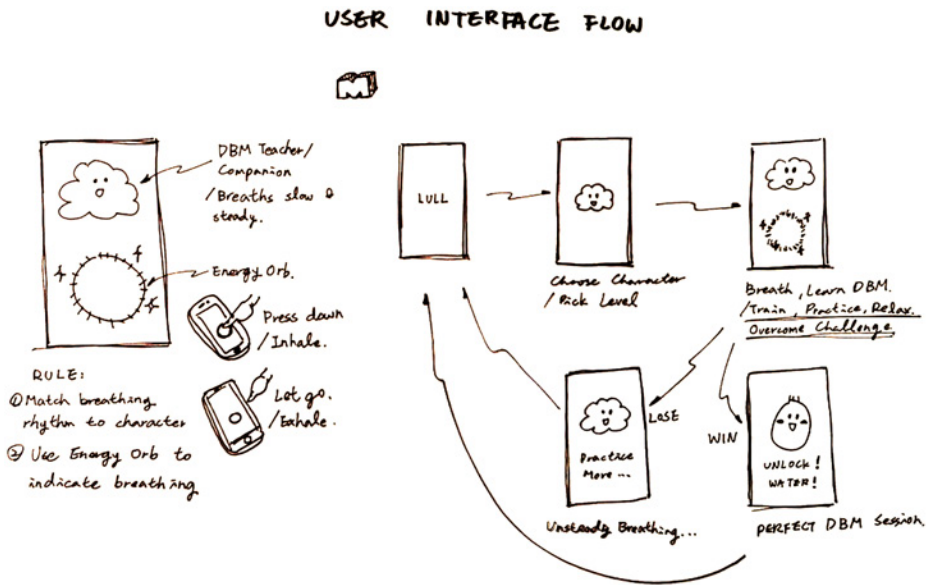 USER INTERFACE FLOW
M
DBM Teacher/
Companion
/Breaths slow &
steady.
Energy Orb.
Press down
/Inhale.
Let go.
/Exhale.
RULE:
① Match breathing
rhythm to character
② Use Energy Orb to
indicate breathing
LULL
Choose Character
/Pick Level
Breath, Learn DBM.
/Train, Practice, Relax.
Overcome Challenge
LOSE
WIN
Practice
More...
Unsteady Breathing...
UNLOCK!
WATER!
PERFECT DBM Session.